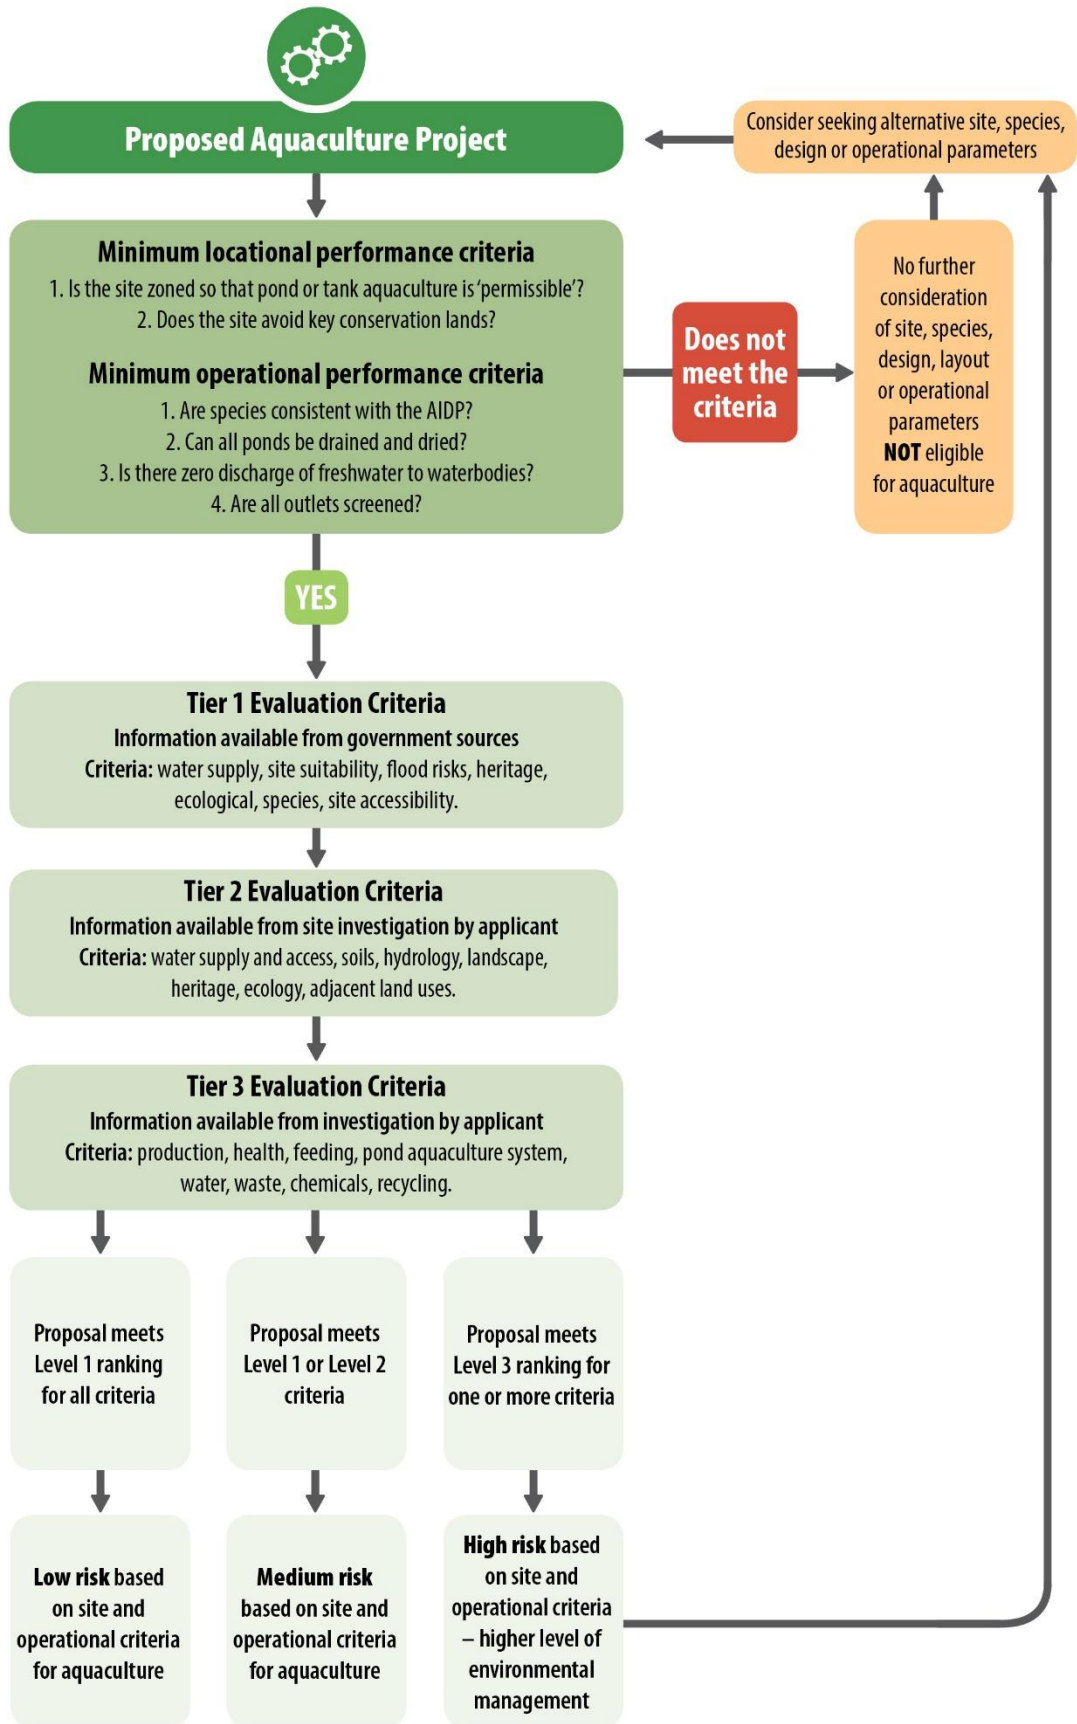 Proposed Aquaculture Project
Consider seeking alternative site, species,
design or operational parameters
Minimum locational performance criteria
1. Is the site zoned so that pond or tank aquaculture is ‘permissible’?
2. Does the site avoid key conservation lands?
Minimum operational performance criteria
1. Are species consistent with the AIDP?
2. Can all ponds be drained and dried?
3. Is there zero discharge of freshwater to waterbodies?
4. Are all outlets screened?
Does not
meet the
criteria
No further
consideration
of site, species,
design, layout
or operational
parameters
NOT eligible
for aquaculture
YES
Tier 1 Evaluation Criteria
Information available from government sources
Criteria: water supply, site suitability, flood risks, heritage,
ecological, species, site accessibility.
Tier 2 Evaluation Criteria
Information available from site investigation by applicant
Criteria: water supply and access, soils, hydrology, landscape,
heritage, ecology, adjacent land uses.
Tier 3 Evaluation Criteria
Information available from investigation by applicant
Criteria: production, health, feeding, pond aquaculture system,
water, waste, chemicals, recycling.
Proposal meets
Level 1 ranking
for all criteria
Proposal meets
Level 1 or Level 2
criteria
Proposal meets
Level 3 ranking for
one or more criteria
Low risk based
on site and
operational criteria
for aquaculture
Medium risk
based on site and
operational criteria
for aquaculture
High risk based
on site and
operational criteria
– higher level of
environmental
management